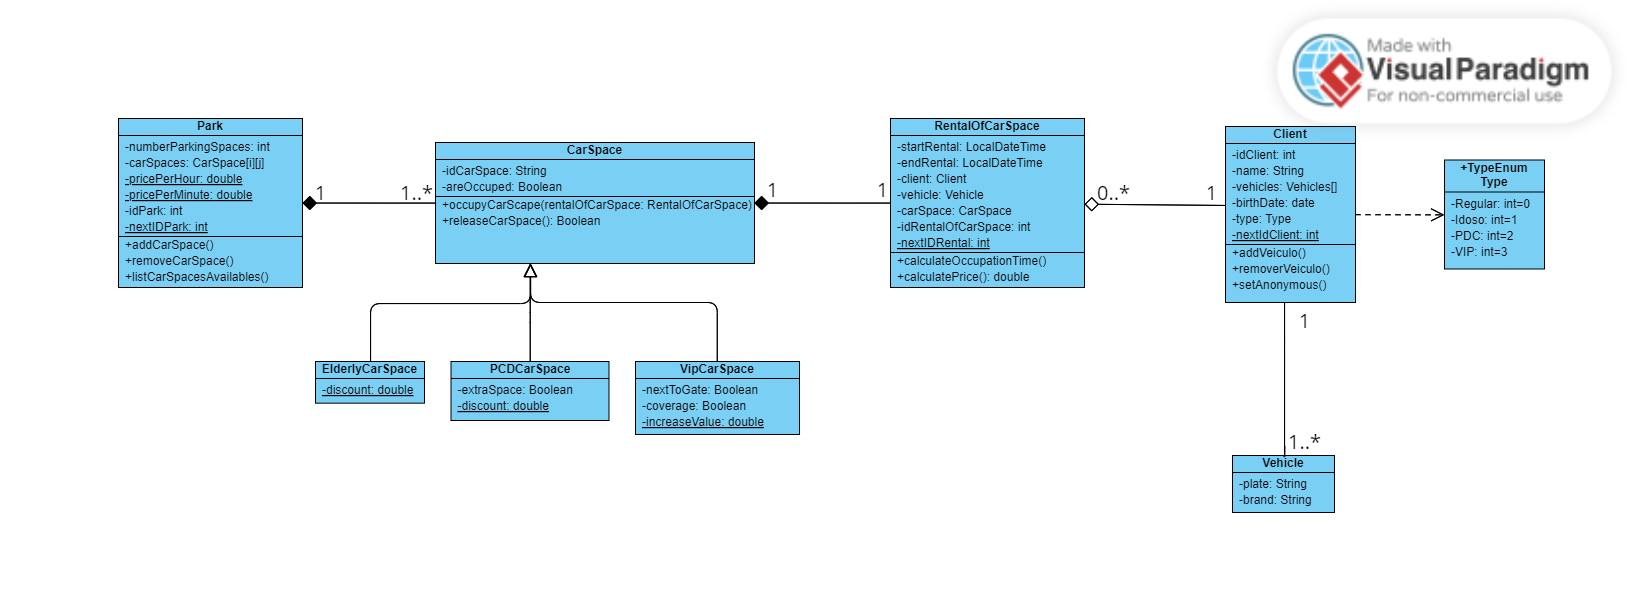 Made with
Visual Paradigm
For non-commercial use
Park
-numberParkingSpaces: int
-carSpaces: CarSpace[i][j]
-pricePerHour: double
-pricePerMinute: double
-idPark: int
-nextIDPark: int
+addCarSpace()
+removeCarSpace()
+listCarSpacesAvailables()
1
1..*
CarSpace
-idCarSpace: String
-areOccuped: Boolean
+occupyCarScape(rentalOfCarSpace: RentalOfCarSpace)
+releaseCarSpace(): Boolean
1
1
RentalOfCarSpace
-startRental: LocalDateTime
-endRental: LocalDateTime
-client: Client
-vehicle: Vehicle
-carSpace: CarSpace
-idRentalOfCarSpace: int
-nextIDRental: int
+calculateOccupationTime()
+calculatePrice(): double
0..*
1
Client
-idClient: int
-name: String
-vehicles: Vehicles[]
-birthDate: date
-type: Type
-nextIdClient: int
+addVeiculo()
+removerVeiculo()
+setAnonymous()
+TypeEnum
Type
-Regular: int=0
-Idoso: int=1
-PDC: int=2
-VIP: int=3
ElderlyCarSpace
-discount: double
PCDCarSpace
-extraSpace: Boolean
-discount: double
VipCarSpace
-nextToGate: Boolean
-coverage: Boolean
-increaseValue: double
1
1..*
Vehicle
-plate: String
-brand: String